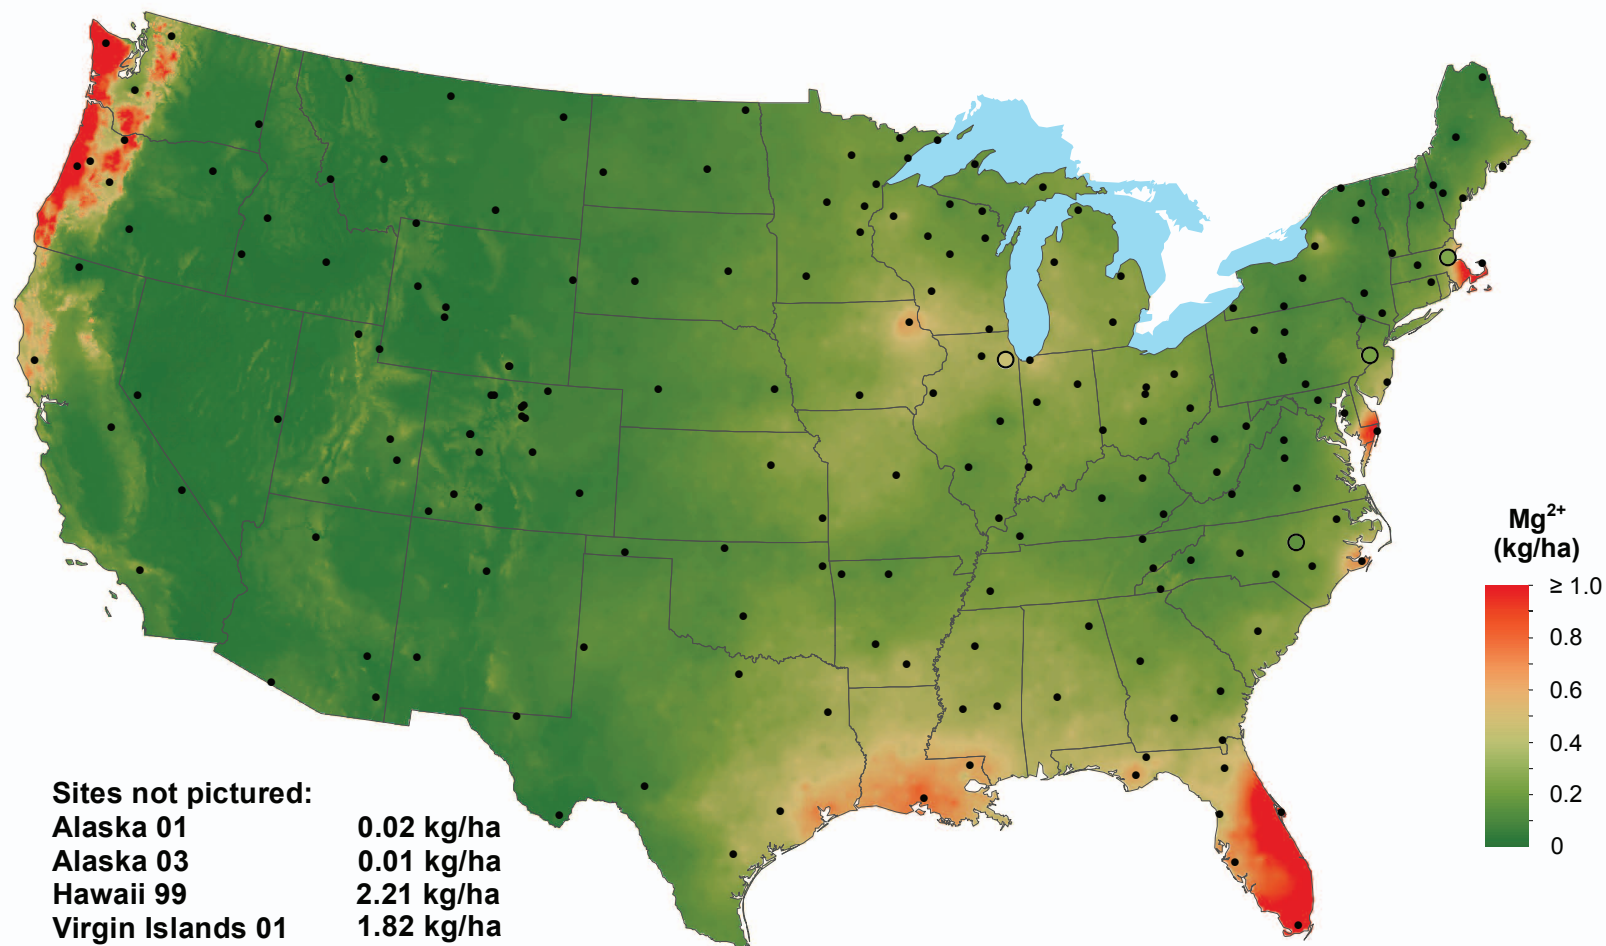 Mg2+
(kg/ha)
≥ 1.0
0.8
0.6
0.4
0.2
0
Sites not pictured:
Alaska 01 0.02 kg/ha
Alaska 03 0.01 kg/ha
Hawaii 99 2.21 kg/ha
Virgin Islands 01 1.82 kg/ha